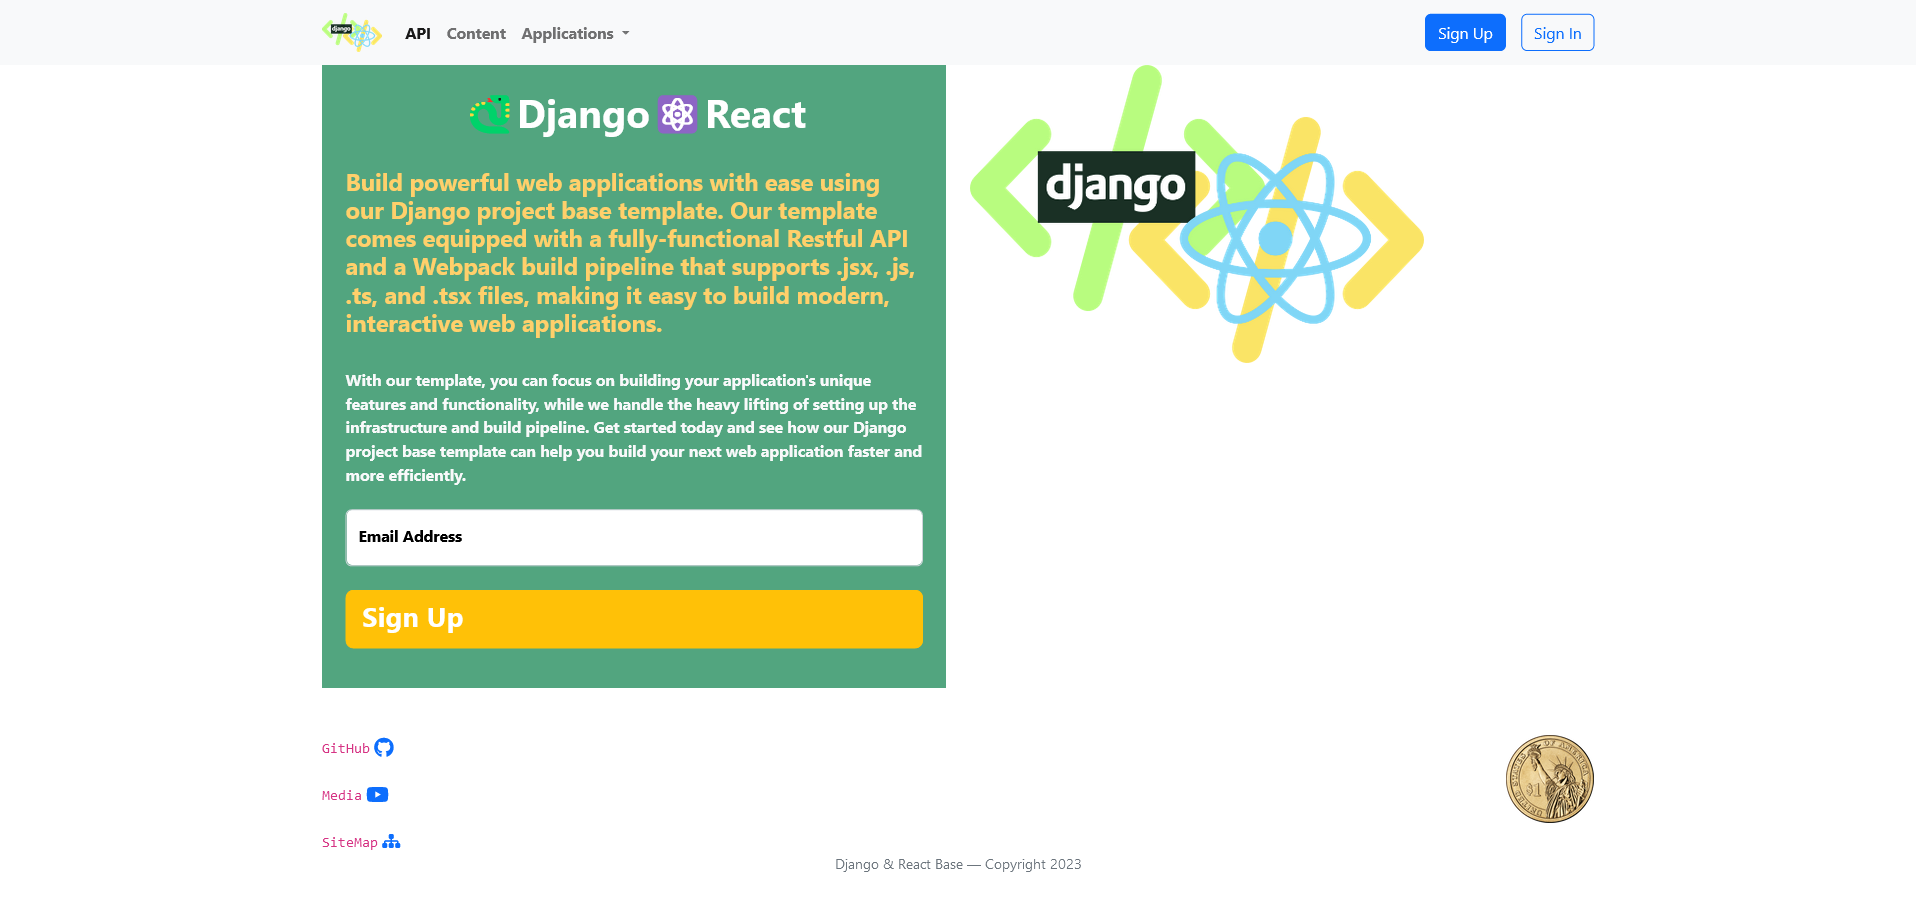 django
API Content Applications
Sign Up Sign In
Django React
Build powerful web applications with ease using
our Django project base template. Our template
comes equipped with a fully-functional Restful API
and a Webpack build pipeline that supports .jsx, .js,
.ts, and .tsx files, making it easy to build modern,
interactive web applications.
With our template, you can focus on building your application's unique
features and functionality, while we handle the heavy lifting of setting up the
infrastructure and build pipeline. Get started today and see how our Django
project base template can help you build your next web application faster and
more efficiently.
Email Address
Sign Up
django
GitHub
Media
SiteMap
UNITED STATES OF AMERICA
$1
Django & React Base — Copyright 2023